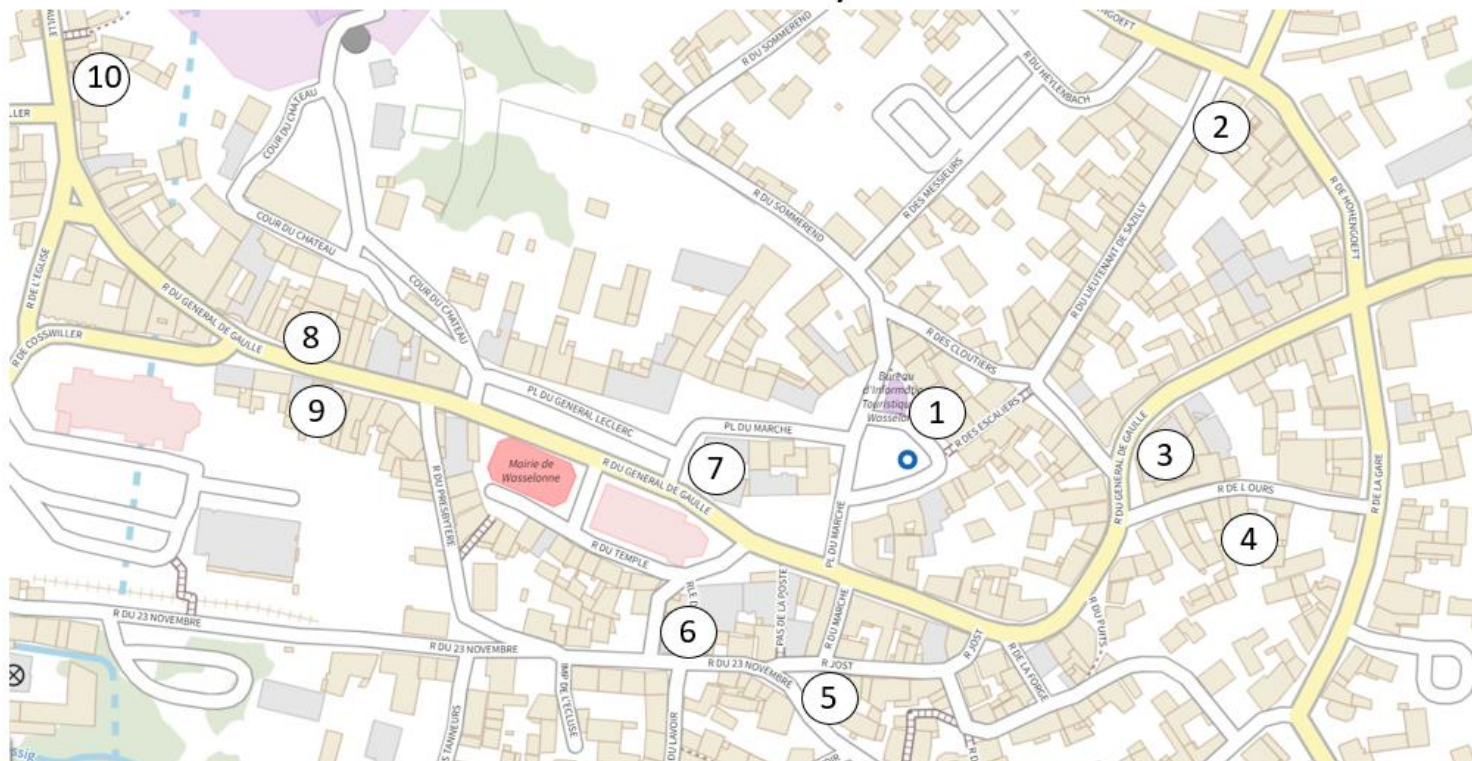 AULLE
10
LLER
R DE L'EGLISE
R DE COSSWILLER
COUR DU CHATEAU
COUR DU CHATEAU
COUR DU CHATEAU
R DU GENERAL DE GAULLE
8
9
R DU SOMMEREND
R DU SOMMEREND
R DU HEYLENBACH
R DES MESSIEURS
2
R DU LIEUTENANT DE SAZILLY
R DE HOHENGOEFT
R DES CLOUTIERS
Bureau
d'Informatio
Touristique
1
R DES ESCALIERS
PL DU GENERAL LECLERC
PL DU MARCHE
Mairie de
Wasselonne
R DU GENERAL DE GAULLE
7
R DU GENERAL DE GAULLE
3
R DE L OURS
4
R DE LA GARE
R DU PRESBYTERE
R DU TEMPLE
PL DU MARCHE
PAS DE LA POSTE
R DU MARCHE
6
R DU 23 NOVEMBRE
R DU 23 NOVEMBRE
R DU 23 NOVEMBRE
R JOST
R JOST
R DE LA FORGE
R DU PUITS
5
IMP DE L'ECLUSE
S TANNEURS
DU LAVOIR
ssig